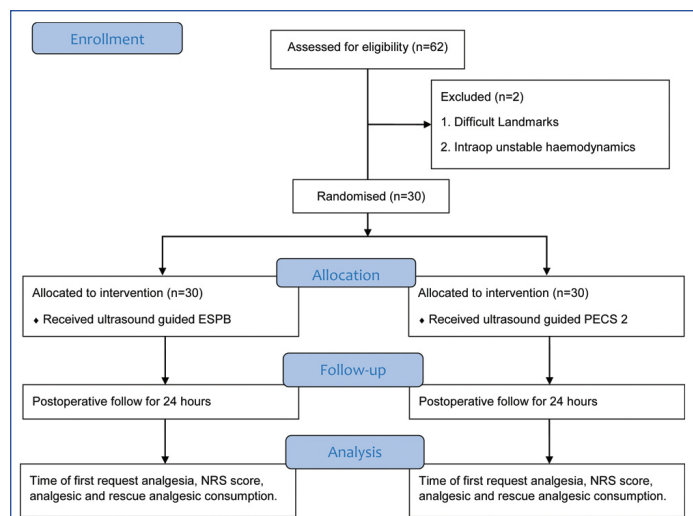 Enrollment
Assessed for eligibility (n=62)
Excluded (n=2)
1. Difficult Landmarks
2. Intraop unstable haemodynamics
Randomised (n=30)
Allocation
Allocated to intervention (n=30)
♦ Received ultrasound guided ESPB
Allocated to intervention (n=30)
♦ Received ultrasound guided PECS 2
Follow-up
Postoperative follow for 24 hours
Postoperative follow for 24 hours
Analysis
Time of first request analgesia, NRS score,
analgesic and rescue analgesic consumption.
Time of first request analgesia, NRS score,
analgesic and rescue analgesic consumption.